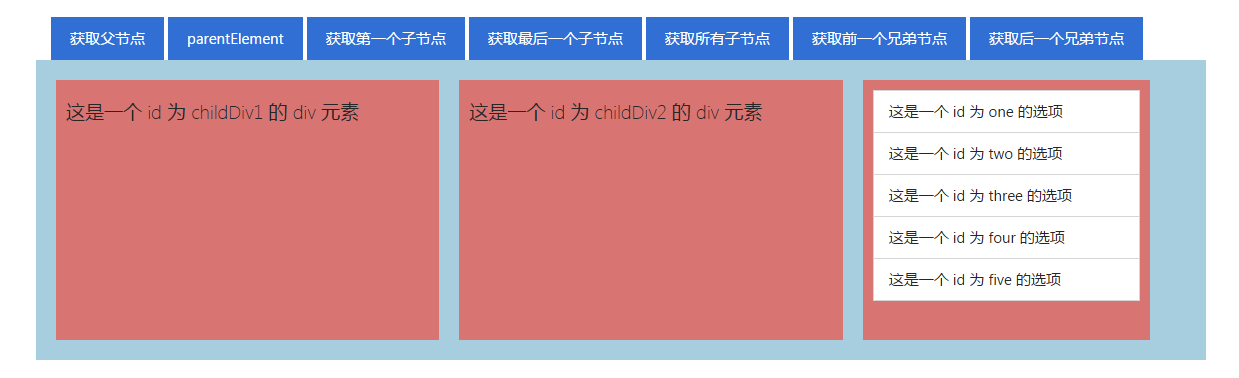 获取父节点 parentElement 获取第一个子节点 获取最后一个子节点 获取所有子节点 获取前一个兄弟节点 获取后一个兄弟节点
这是一个 id 为 childDiv1 的 div 元素
这是一个 id 为 childDiv2 的 div 元素
这是一个 id 为 one 的选项
这是一个 id 为 two 的选项
这是一个 id 为 three 的选项
这是一个 id 为 four 的选项
这是一个 id 为 five 的选项